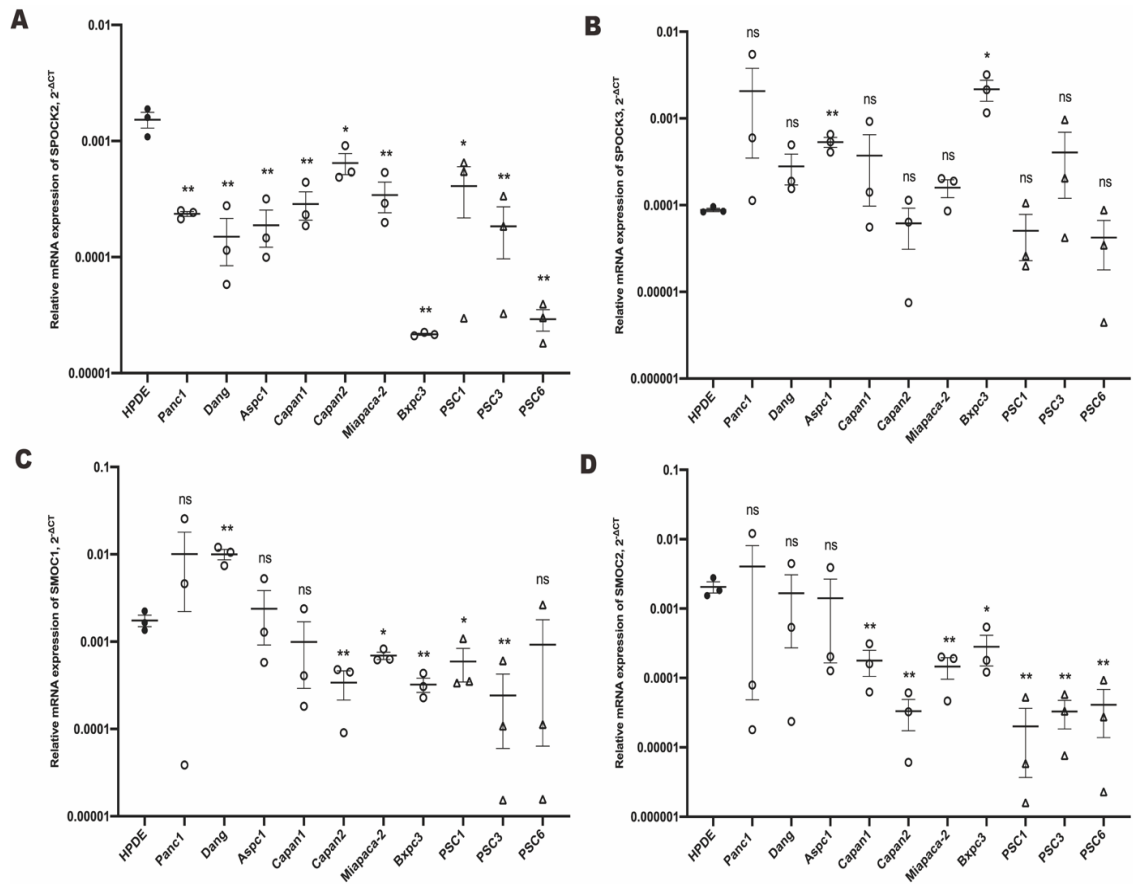 A
Relative mRNA expression of SPOCK2, 2-ΔCT
0.01
0.001
0.0001
0.00001
** ** ** ** * ** ** * ** **
HPDE Panc1 Dang Aspc1 Capan1 Capan2 Miapaca-2 Bxpc3 PSC1 PSC3 PSC6
B
Relative mRNA expression of SPOCK3, 2-ΔCT
0.01
0.001
0.0001
0.00001
0.000001
ns ns ** ns ns ns * ns ns ns
HPDE Panc1 Dang Aspc1 Capan1 Capan2 Miapaca-2 Bxpc3 PSC1 PSC3 PSC6
C
Relative mRNA expression of SMOC1, 2-ΔCT
0.1
0.01
0.001
0.0001
0.00001
ns ** ns ns ** * ** * ** ns
HPDE Panc1 Dang Aspc1 Capan1 Capan2 Miapaca-2 Bxpc3 PSC1 PSC3 PSC6
D
Relative mRNA expression of SMOC2, 2-ΔCT
0.1
0.001
0.0001
0.00001
0.000001
ns ns ns ** ** ** * ** ** **
HPDE Panc1 Dang Aspc1 Capan1 Capan2 Miapaca-2 Bxpc3 PSC1 PSC3 PSC6